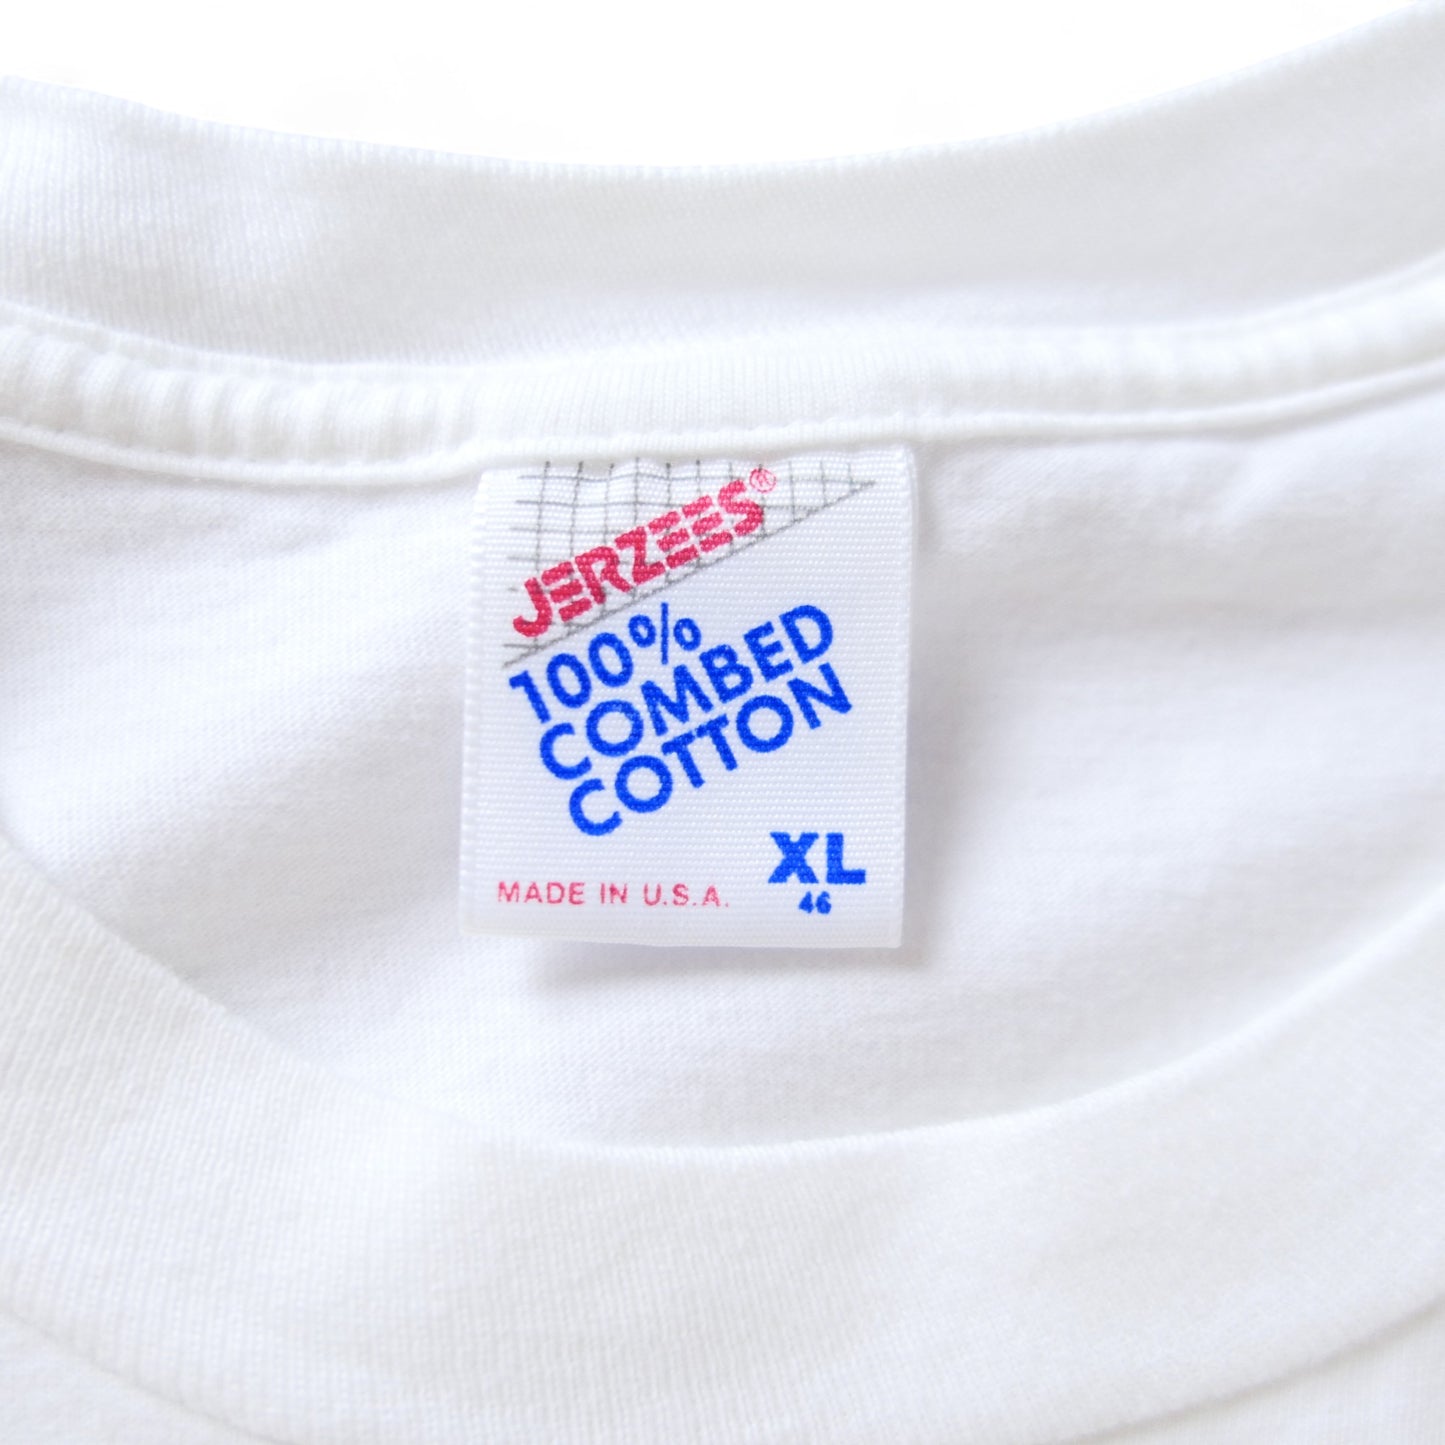 JERZEES®
100%
COMBED
COTTON
XL
46
MADE IN U.S.A.